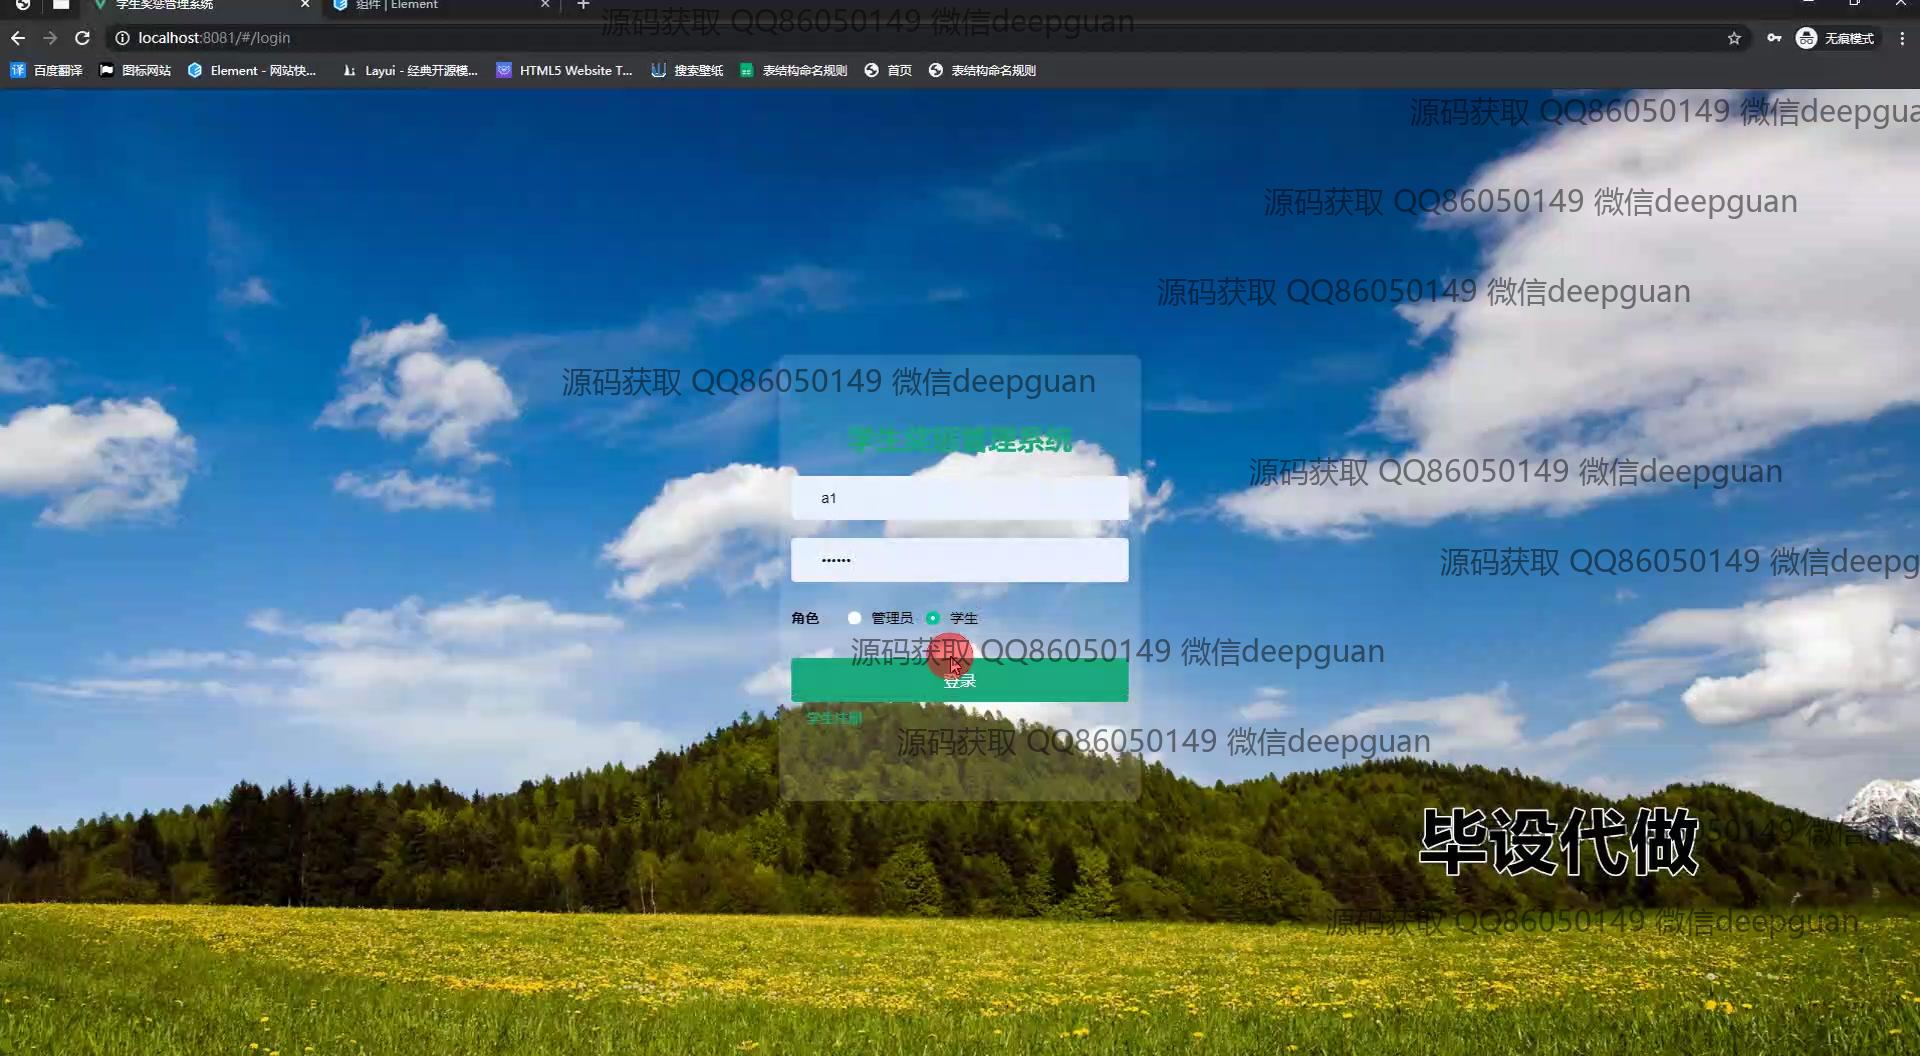 学生奖惩管理系统
组件 | Element
源码获取 QQ86050149 微信deepguan
localhost:8081/#/login
无痕模式
百度翻译
图标网站
Element - 网站快...
Layui - 经典开源模...
HTML5 Website T...
搜索壁纸
表结构命名规则
首页
表结构命名规则
源码获取 QQ86050149 微信deepgua
源码获取 QQ86050149 微信deepguan
源码获取 QQ86050149 微信deepguan
源码获取 QQ86050149 微信deepguan
学生奖惩管理系统
源码获取 QQ86050149 微信deepguan
a1
源码获取 QQ86050149 微信deepg
角色 管理员 学生
源码获取 QQ86050149 微信deepguan
登录
学生注册
源码获取 QQ86050149 微信deepguan
毕设代做
源码获取 QQ86050149 微信deepguan